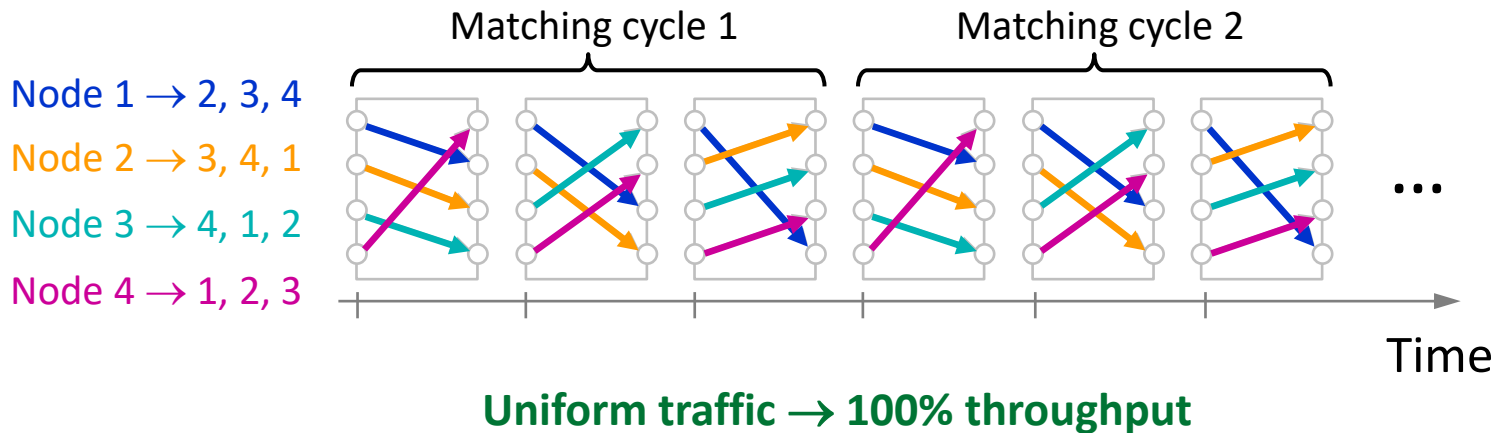 Matching cycle 1
Matching cycle 2
Node 1 → 2, 3, 4
Node 2 → 3, 4, 1
Node 3 → 4, 1, 2
Node 4 → 1, 2, 3
...
Time
Uniform traffic → 100% throughput